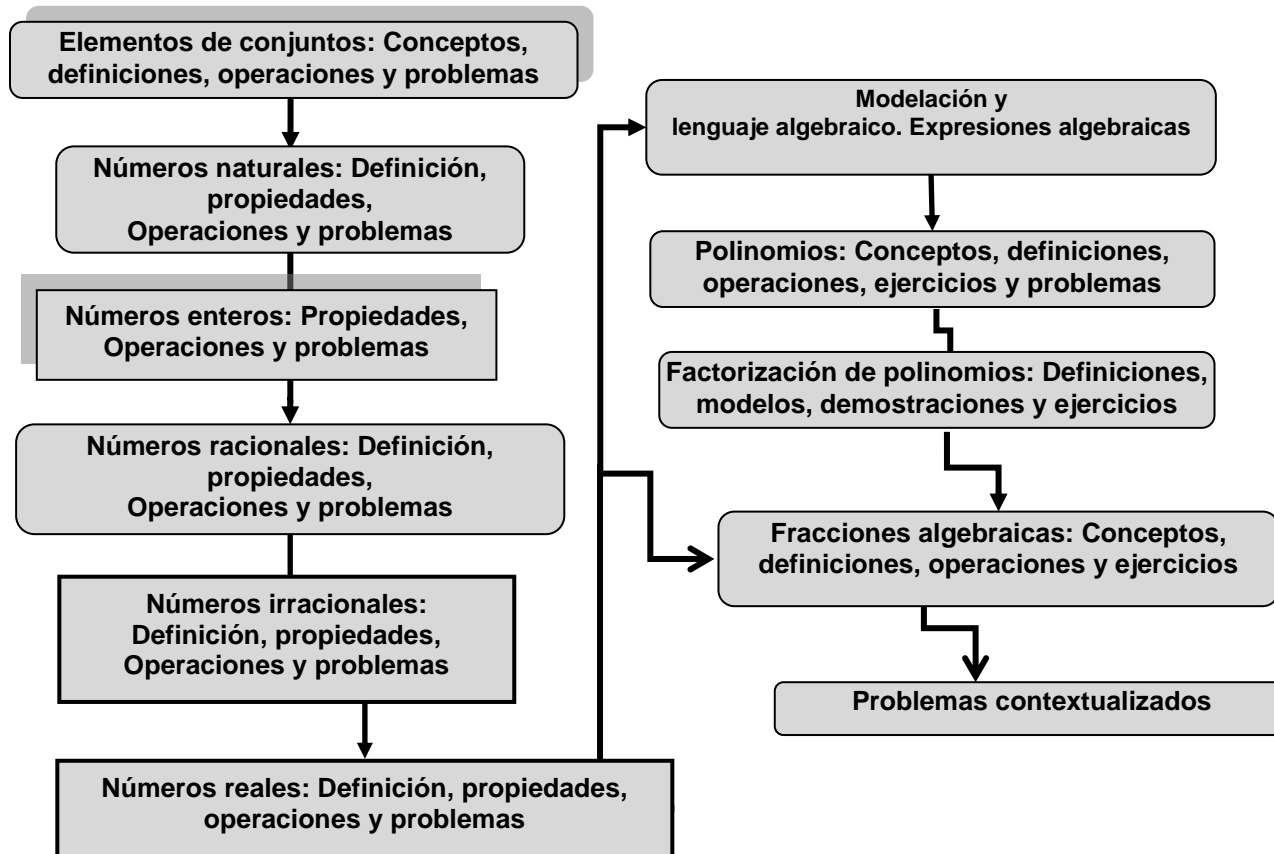 Elementos de conjuntos: Conceptos,
definiciones, operaciones y problemas
Números naturales: Definición,
propiedades,
Operaciones y problemas
Números enteros: Propiedades,
Operaciones y problemas
Números racionales: Definición,
propiedades,
Operaciones y problemas
Números irracionales:
Definición, propiedades,
Operaciones y problemas
Números reales: Definición, propiedades,
operaciones y problemas
Modelación y
lenguaje algebraico. Expresiones algebraicas
Polinomios: Conceptos, definiciones,
operaciones, ejercicios y problemas
Factorización de polinomios: Definiciones,
modelos, demostraciones y ejercicios
Fracciones algebraicas: Conceptos,
definiciones, operaciones y ejercicios
Problemas contextualizados